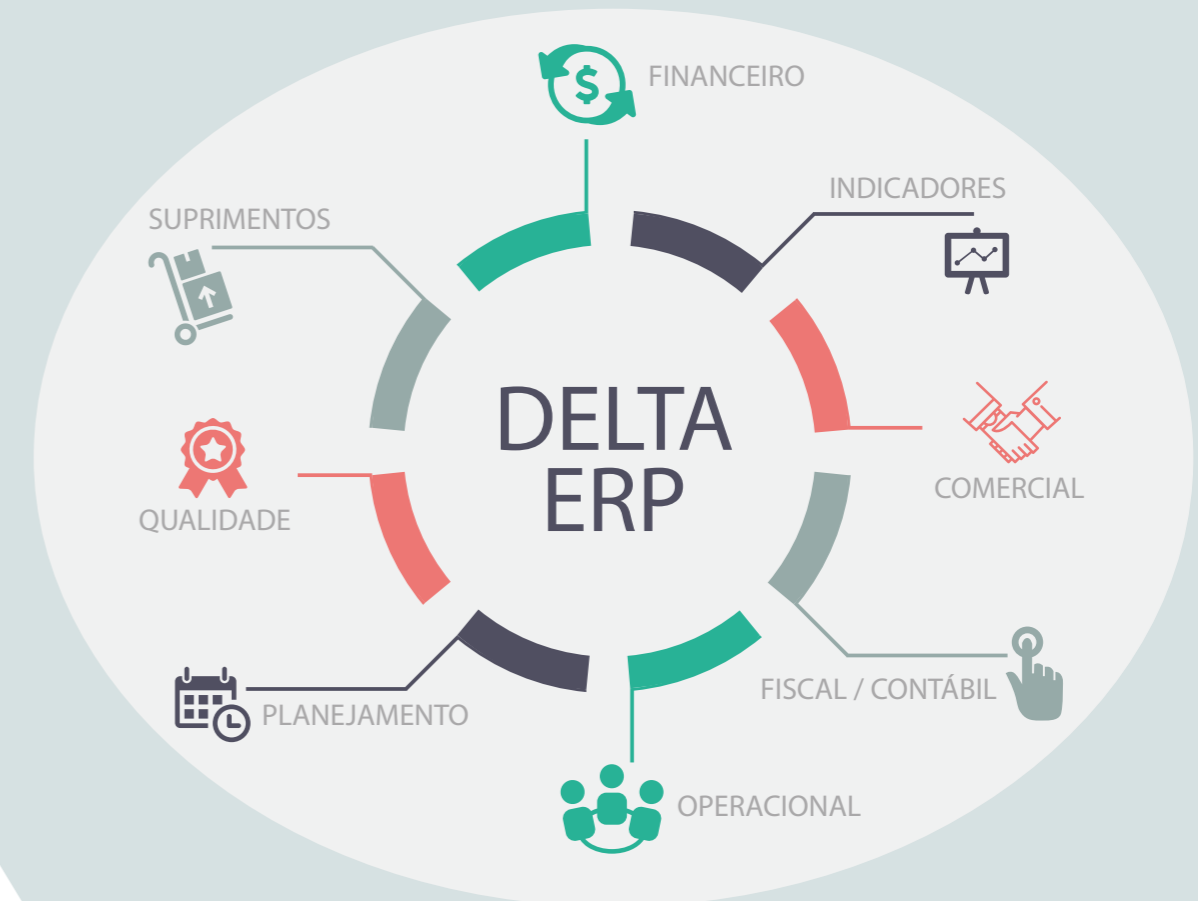 FINANCEIRO
INDICADORES
SUPRIMENTOS
DELTA
ERP
COMERCIAL
QUALIDADE
FISCAL / CONTÁBIL
PLANEJAMENTO
OPERACIONAL